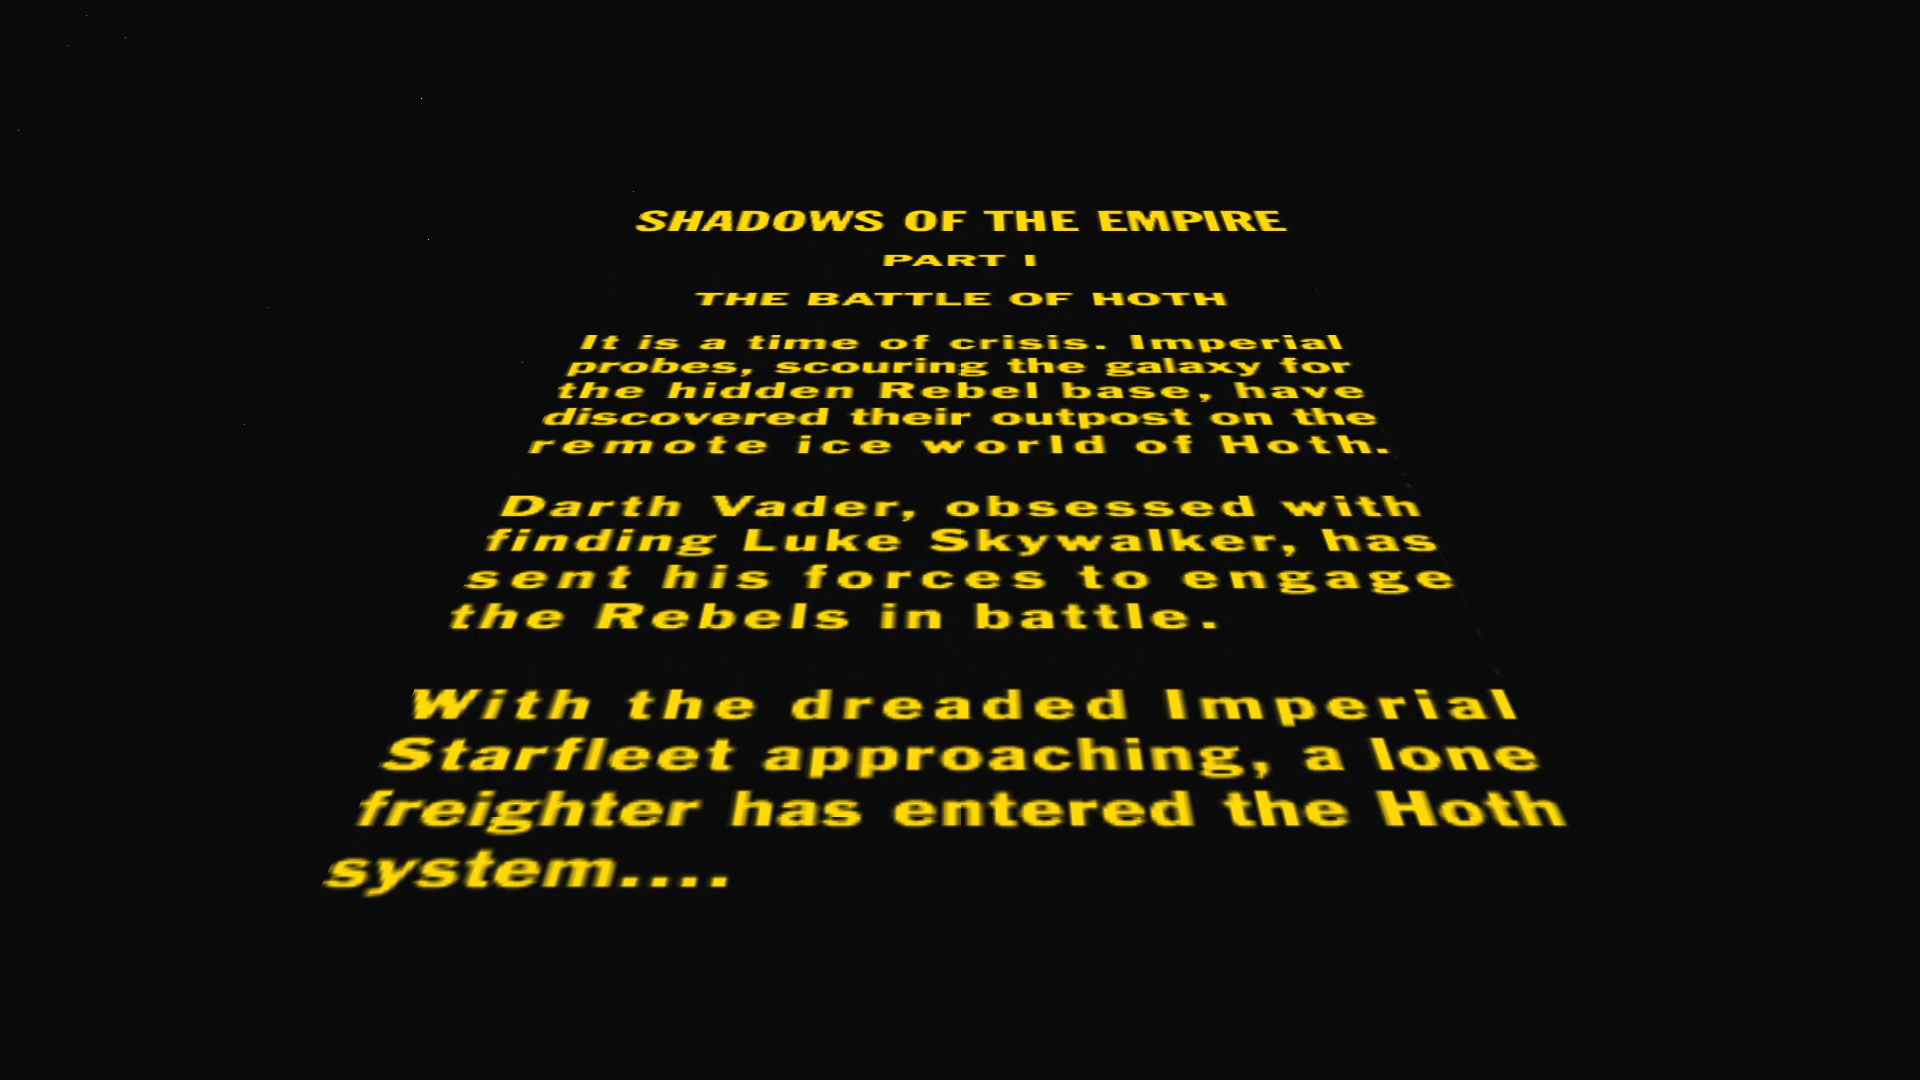 SHADOWS OF THE EMPIRE
PART I
THE BATTLE OF HOTH
It is a time of crisis. Imperial
probes, scouring the galaxy for
the hidden Rebel base, have
discovered their outpost on the
remote ice world of Hoth.
Darth Vader, obsessed with
finding Luke Skywalker, has
sent his forces to engage
the Rebels in battle.
With the dreaded Imperial
Starfleet approaching, a lone
freighter has entered the Hoth
system....